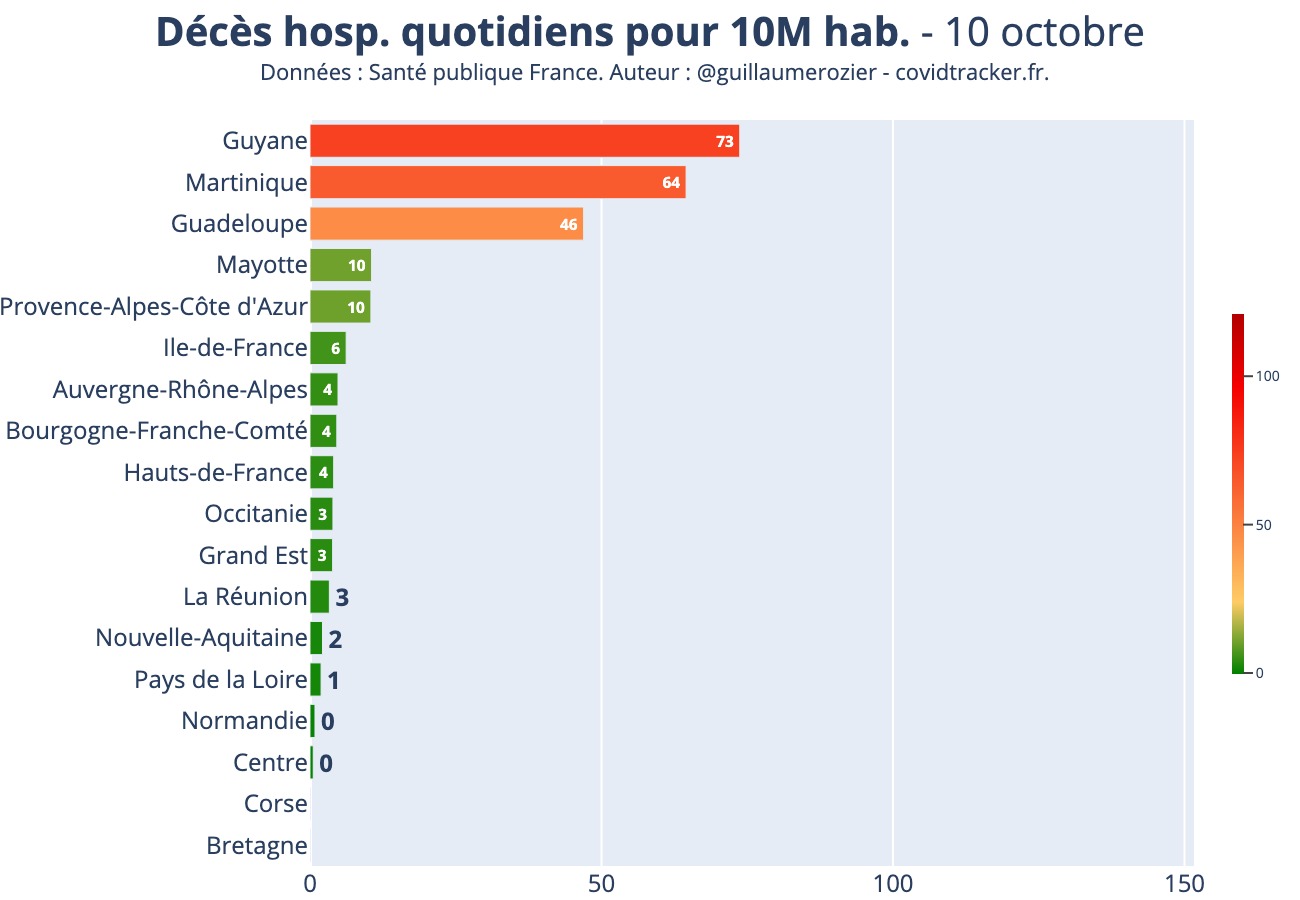 Décès hosp. quotidiens pour 10M hab. - 10 octobre
Données : Santé publique France. Auteur : @guillaumerozier - covidtracker.fr.
Guyane 73
Martinique 64
Guadeloupe 46
Mayotte 10
Provence-Alpes-Côte d'Azur 10
Ile-de-France 6
Auvergne-Rhône-Alpes 4
Bourgogne-Franche-Comté 4
Hauts-de-France 4
Occitanie 3
Grand Est 3
La Réunion 3
Nouvelle-Aquitaine 2
Pays de la Loire 1
Normandie 0
Centre 0
Corse
Bretagne
0 50 100 150
100
50
0